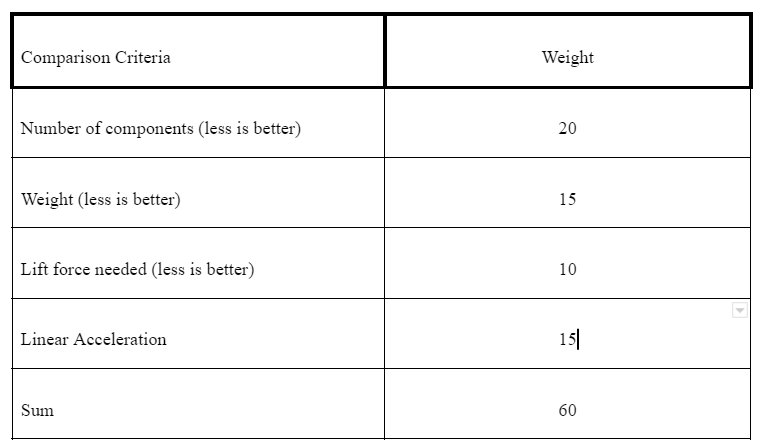 Comparison Criteria
Weight
Number of components (less is better)
20
Weight (less is better)
15
Lift force needed (less is better)
10
Linear Acceleration
15
Sum
60